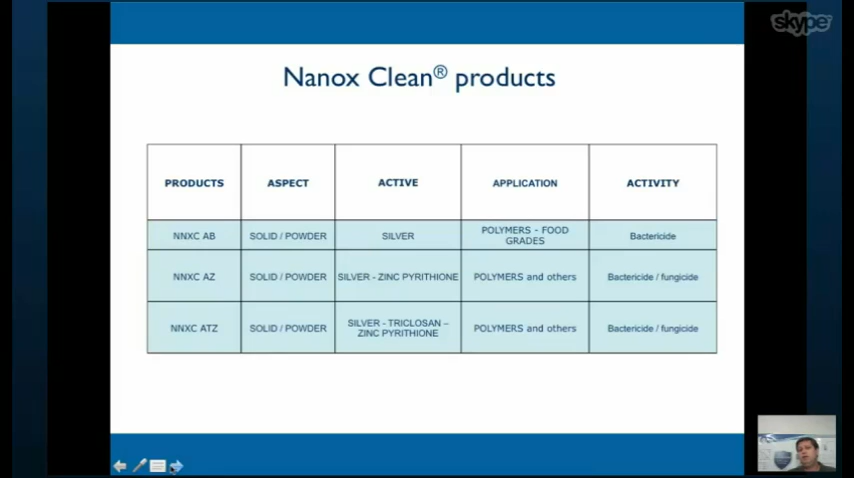 skype™
Nanox Clean® products
PRODUCTS ASPECT ACTIVE APPLICATION ACTIVITY
NNXC AB SOLID / POWDER SILVER POLYMERS - FOOD GRADES Bactericide
NNXC AZ SOLID / POWDER SILVER - ZINC PYRITHIONE POLYMERS and others Bactericide / fungicide
NNXC ATZ SOLID / POWDER SILVER - TRICLOSAN – ZINC PYRITHIONE POLYMERS and others Bactericide / fungicide